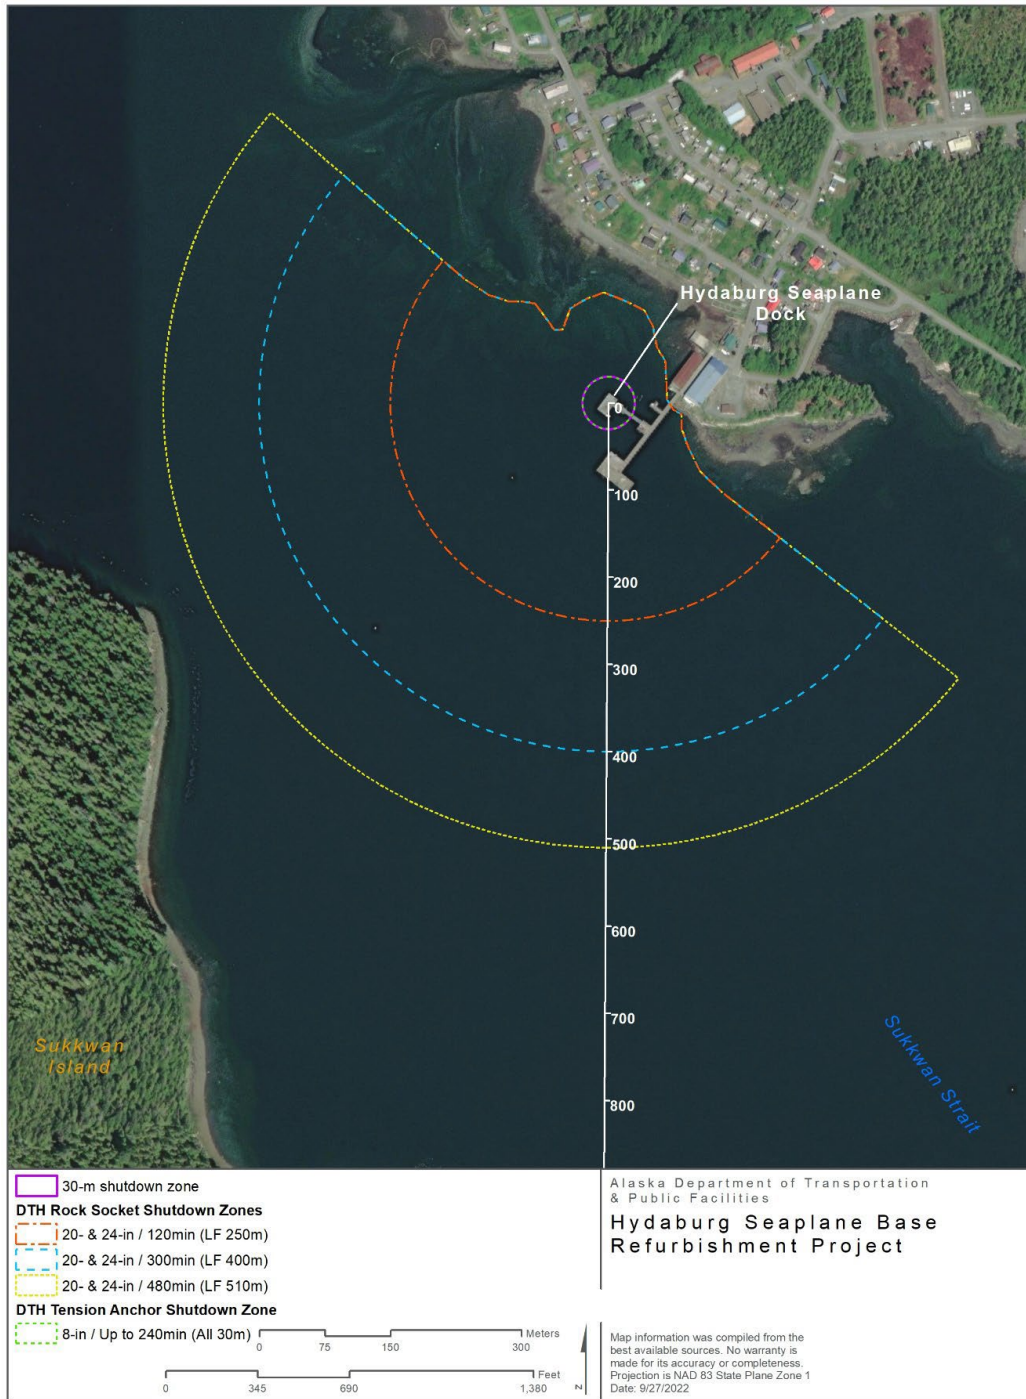 Hydaburg Seaplane
Dock
0
100
200
300
400
500
600
700
800
Sukkwan
Island
Sukkwan Strait
30-m shutdown zone
DTH Rock Socket Shutdown Zones
20- & 24-in / 120min (LF 250m)
20- & 24-in / 300min (LF 400m)
20- & 24-in / 480min (LF 510m)
DTH Tension Anchor Shutdown Zone
8-in / Up to 240min (All 30m)
0 75 150 300 Meters
0 345 690 1,380 Feet
N
Alaska Department of Transportation
& Public Facilities
Hydaburg Seaplane Base
Refurbishment Project
Map information was compiled from the
best available sources. No warranty is
made for its accuracy or completeness.
Projection is NAD 83 State Plane Zone 1
Date: 9/27/2022